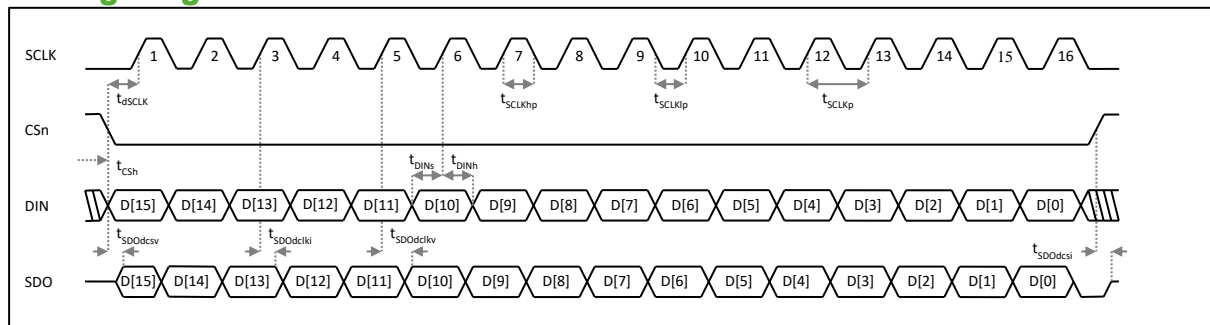 SCLK 1 2 3 4 5 6 7 8 9 10 11 12 13 14 15 16
tdSCLK tSCLKhp tSCLKlp tSCLKp
CSn
tCSh tDINs tDINh
DIN D[15] D[14] D[13] D[12] D[11] D[10] D[9] D[8] D[7] D[6] D[5] D[4] D[3] D[2] D[1] D[0]
tSDOdcsv tSDOdclki tSDOdclkv tSDOdcsi
SDO D[15] D[14] D[13] D[12] D[11] D[10] D[9] D[8] D[7] D[6] D[5] D[4] D[3] D[2] D[1] D[0]